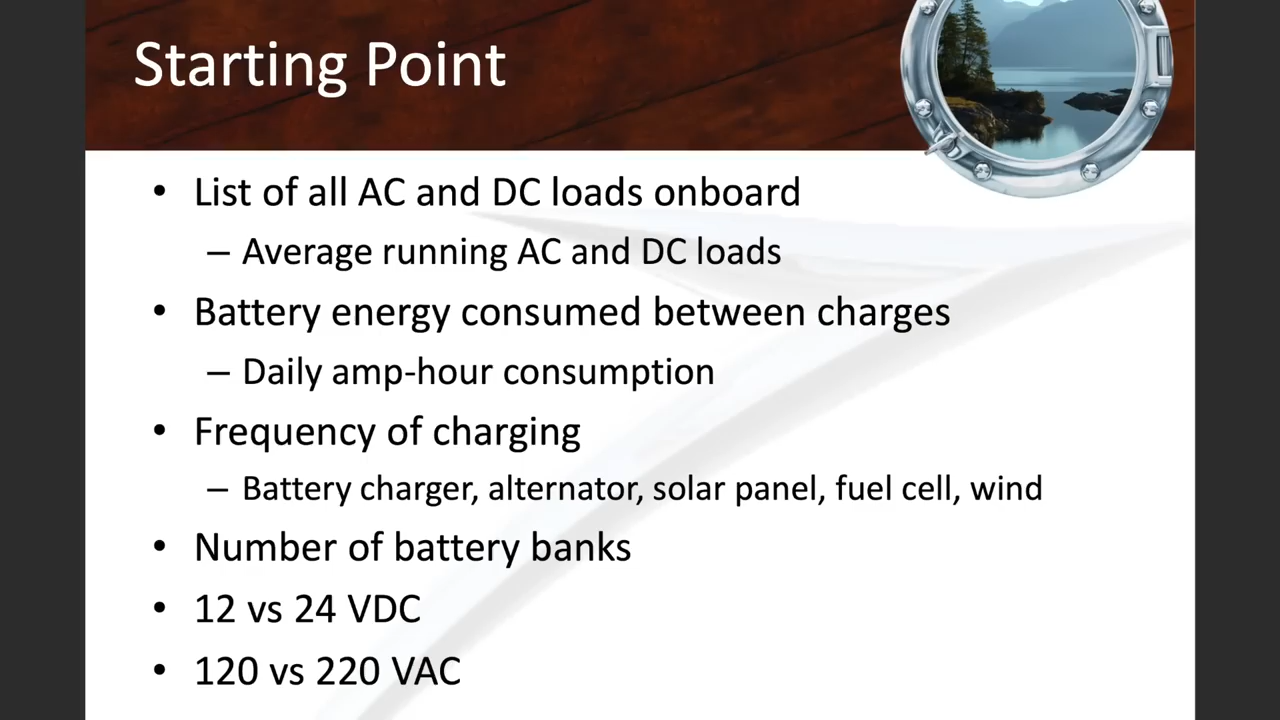 Starting Point
• List of all AC and DC loads onboard
– Average running AC and DC loads
• Battery energy consumed between charges
– Daily amp-hour consumption
• Frequency of charging
– Battery charger, alternator, solar panel, fuel cell, wind
• Number of battery banks
• 12 vs 24 VDC
• 120 vs 220 VAC